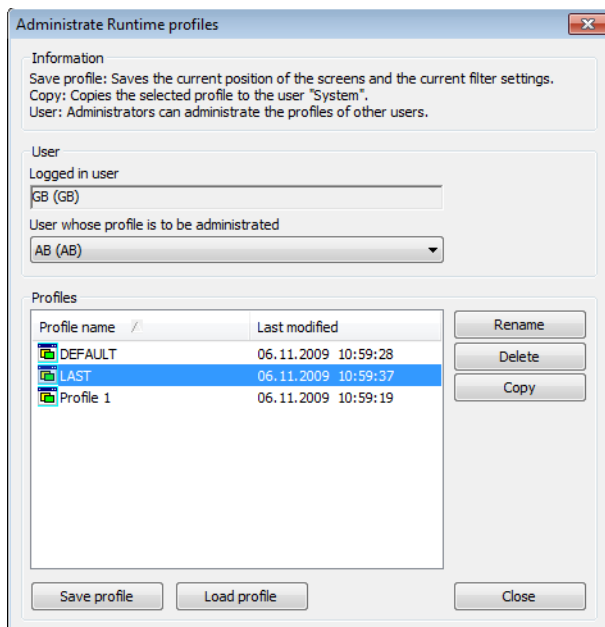 Administrate Runtime profiles
Information
Save profile: Saves the current position of the screens and the current filter settings.
Copy: Copies the selected profile to the user "System".
User: Administrators can administrate the profiles of other users.
User
Logged in user
GB (GB)
User whose profile is to be administrated
AB (AB)
Profiles
Profile name Last modified
DEFAULT 06.11.2009 10:59:28
LAST 06.11.2009 10:59:37
Profile 1 06.11.2009 10:59:19
Rename
Delete
Copy
Save profile Load profile Close